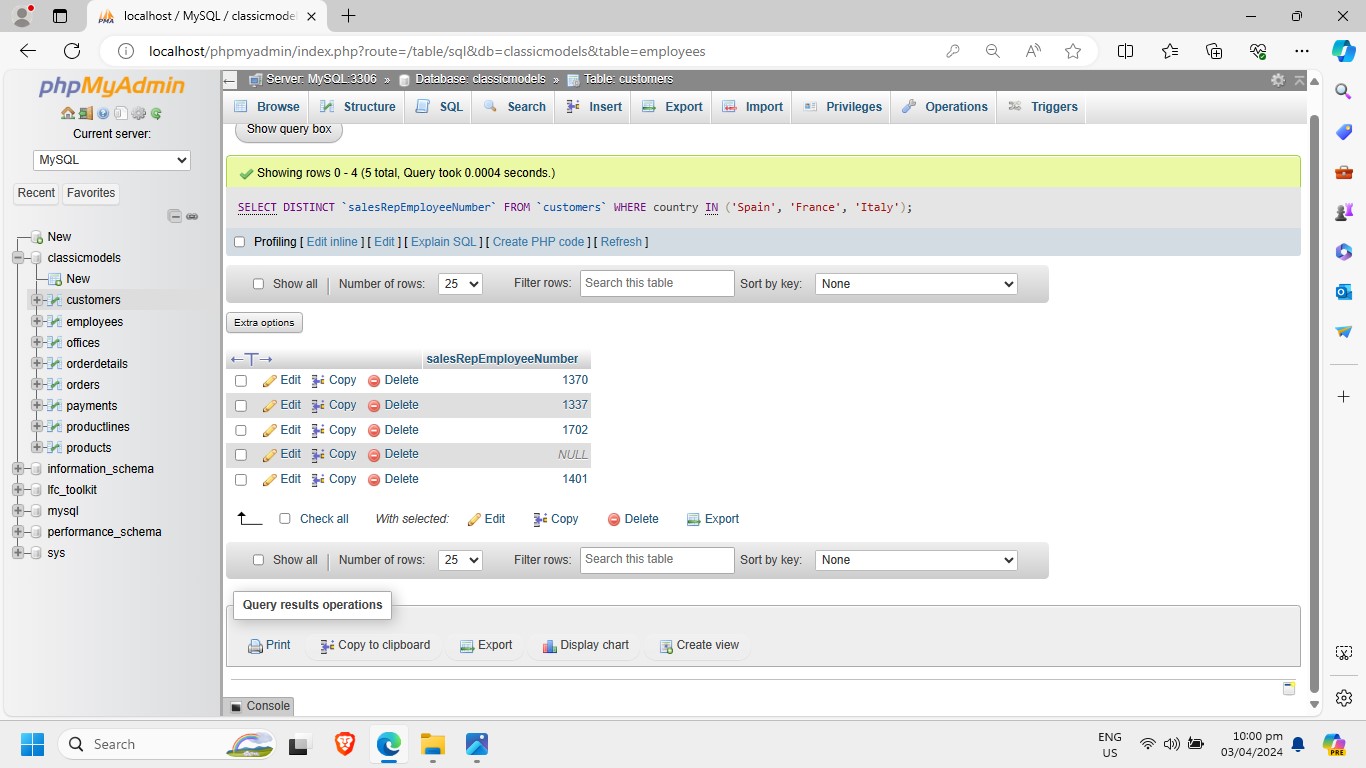 localhost / MySQL / classicmodel
localhost/phpmyadmin/index.php?route=/table/sql&db=classicmodels&table=employees
phpMyAdmin
Current server:
MySQL
Recent Favorites
New
classicmodels
New
customers
employees
offices
orderdetails
orders
payments
productlines
products
information_schema
lfc_toolkit
mysql
performance_schema
sys
Server: MySQL:3306 » Database: classicmodels » Table: customers
Browse Structure SQL Search Insert Export Import Privileges Operations Triggers
Show query box
Showing rows 0 - 4 (5 total, Query took 0.0004 seconds.)
SELECT DISTINCT `salesRepEmployeeNumber` FROM `customers` WHERE country IN ('Spain', 'France', 'Italy');
Profiling [ Edit inline ] [ Edit ] [ Explain SQL ] [ Create PHP code ] [ Refresh ]
Show all Number of rows: 25 Filter rows: Search this table Sort by key: None
Extra options
←T→ salesRepEmployeeNumber
Edit Copy Delete 1370
Edit Copy Delete 1337
Edit Copy Delete 1702
Edit Copy Delete NULL
Edit Copy Delete 1401
Check all With selected: Edit Copy Delete Export
Show all Number of rows: 25 Filter rows: Search this table Sort by key: None
Query results operations
Print Copy to clipboard Export Display chart Create view
Console
Search
ENG
US
10:00 pm
03/04/2024
PRE